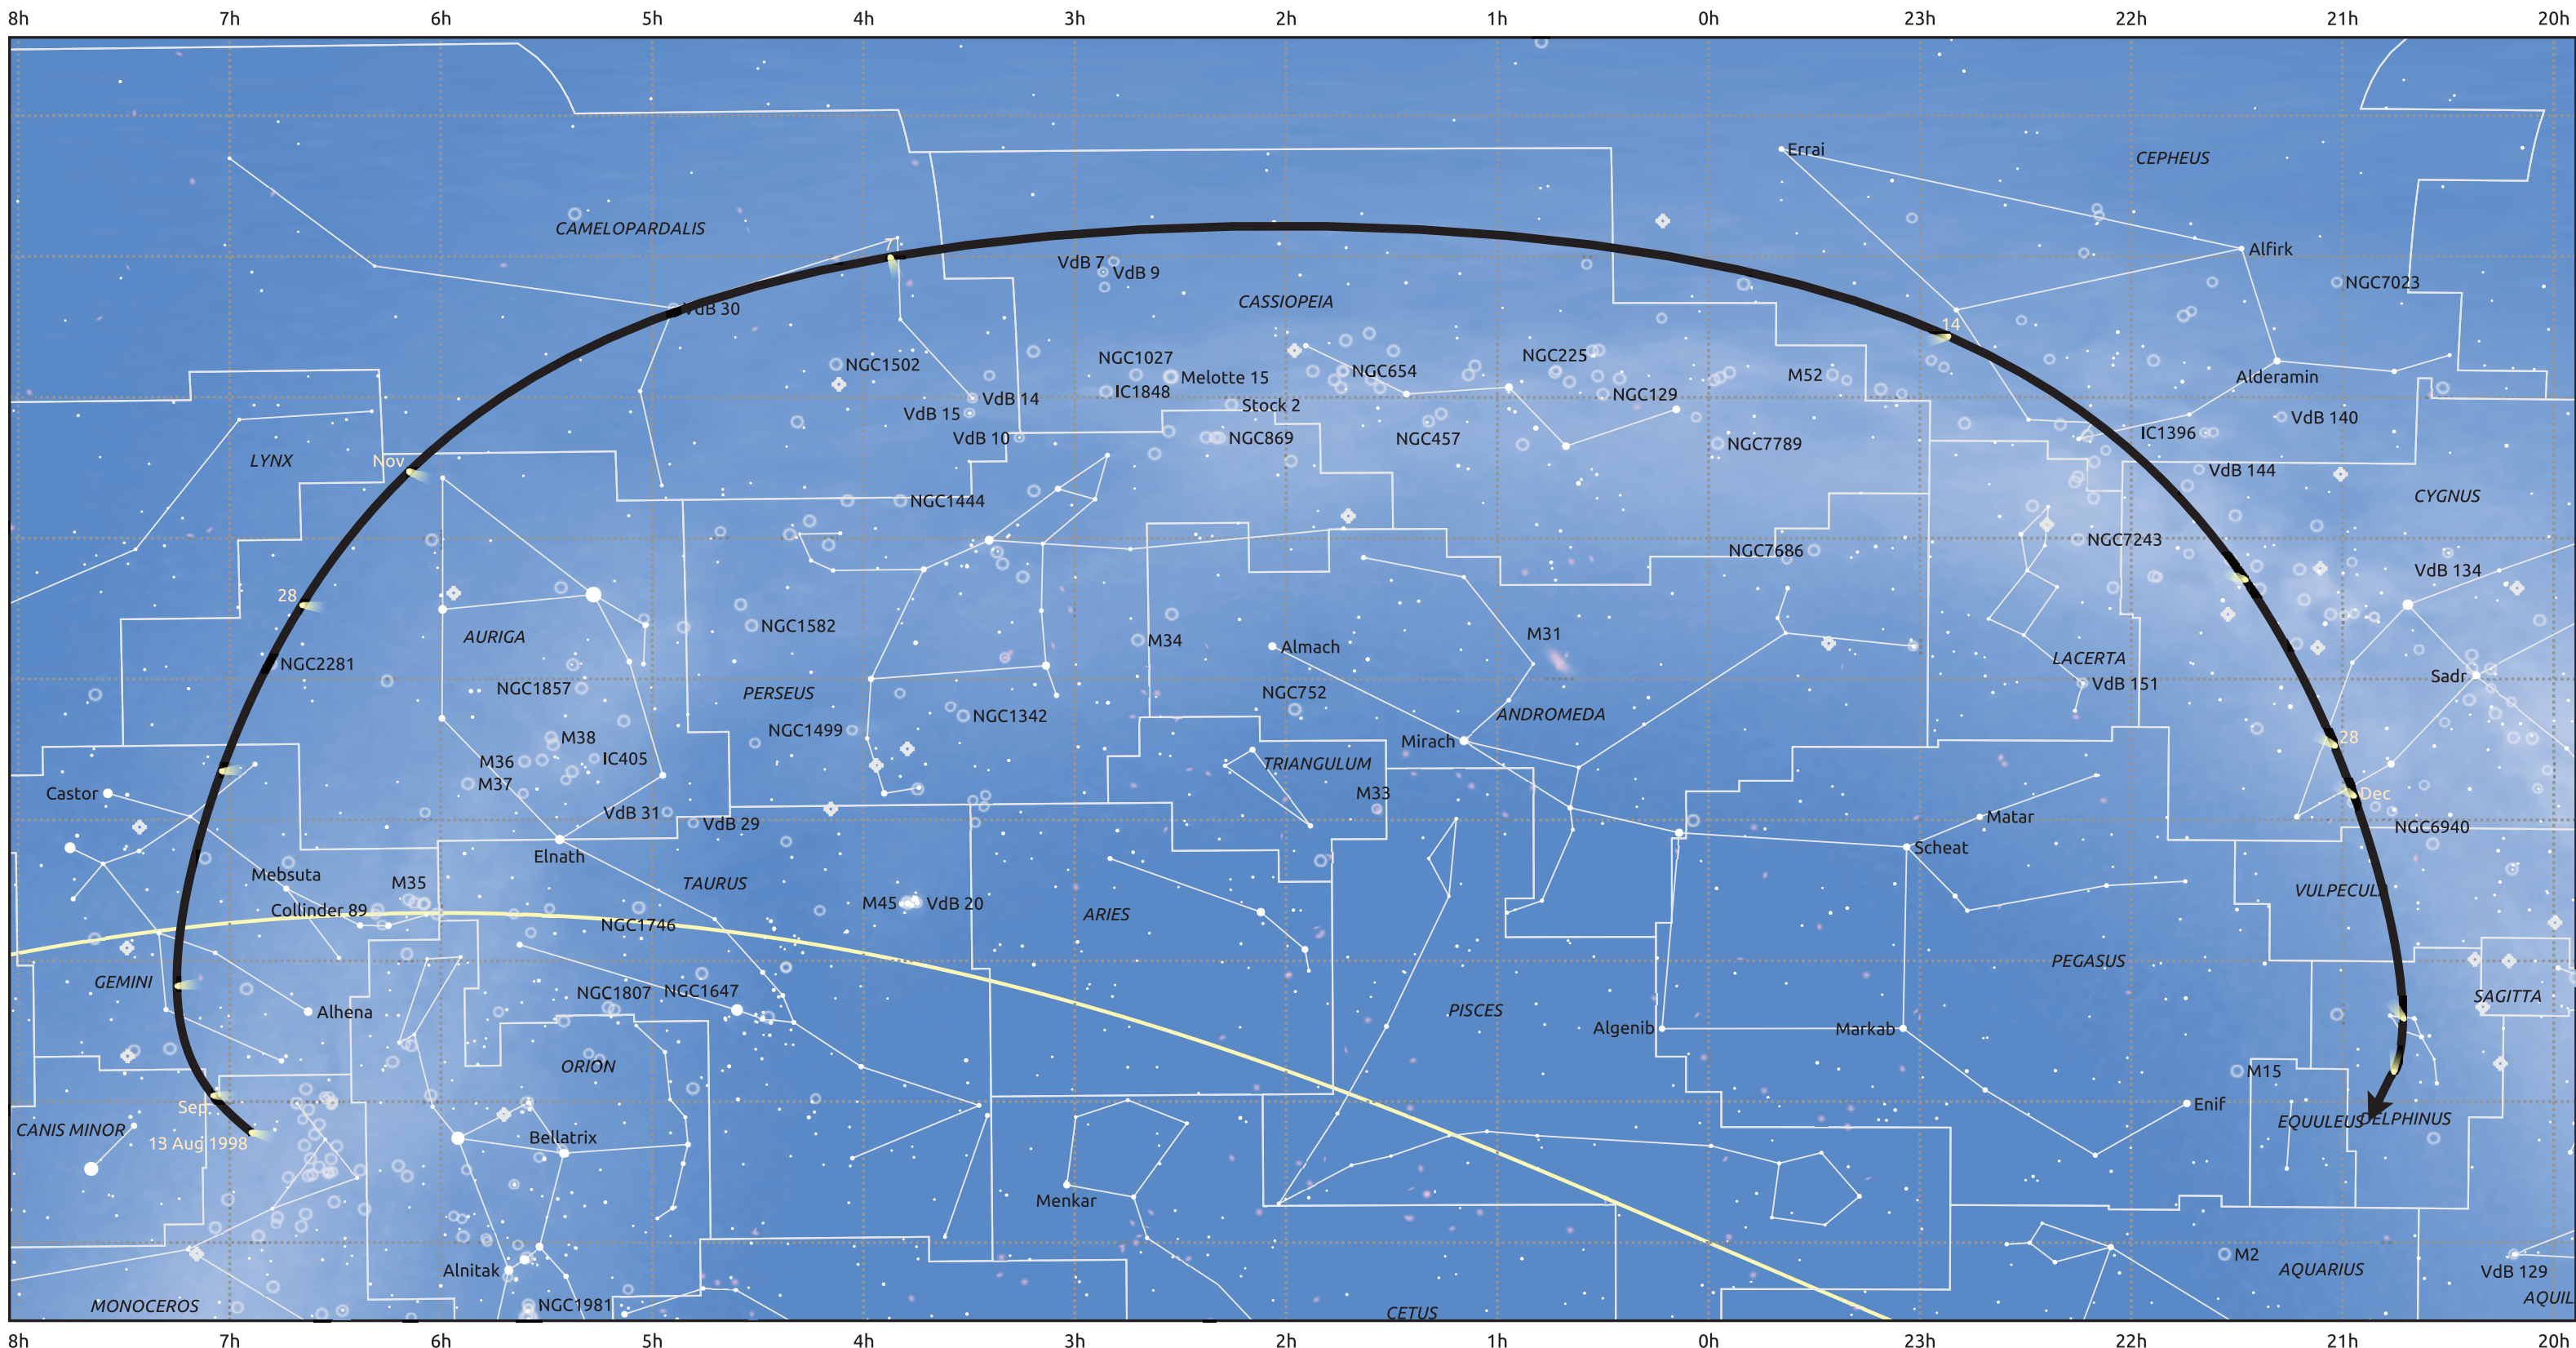 8h 7h 6h 5h 4h 3h 2h 1h 0h 23h 22h 21h 20h
Errai
CEPHEUS
CAMELOPARDALIS
7
Alfirk
VdB 7
VdB 9
NGC7023
CASSIOPEIA
VdB 30
14
NGC1502
NGC1027
NGC225
NGC654
Melotte 15
M52
Alderamin
IC1848
NGC129
VdB 14
Stock 2
VdB 15
VdB 140
VdB 10
NGC869
NGC457
NGC7789
IC1396
LYNX
Nov
VdB 144
CYGNUS
NGC1444
NGC7243
NGC7686
VdB 134
28
NGC1582
AURIGA
M34
Almach
M31
NGC2281
LACERTA
Sadr
NGC1857
PERSEUS
NGC752
VdB 151
NGC1342
ANDROMEDA
NGC1499
M38
Mirach
28
M36
IC405
TRIANGULUM
M37
Castor
M33
Dec
VdB 31
VdB 29
Matar
NGC6940
Elnath
Scheat
Mebsuta
M35
TAURUS
VULPECULA
Collinder 89
M45
VdB 20
ARIES
NGC1746
PEGASUS
GEMINI
NGC1807
NGC1647
SAGITTA
Alhena
PISCES
Algenib
Markab
ORION
M15
Sep
Enif
CANIS MINOR
EQUULEUS
DELPHINUS
13 Aug 1998
Bellatrix
Menkar
M2
Alnitak
AQUARIUS
VdB 129
MONOCEROS
NGC1981
CETUS
AQUIL
8h 7h 6h 5h 4h 3h 2h 1h 0h 23h 22h 21h 20h